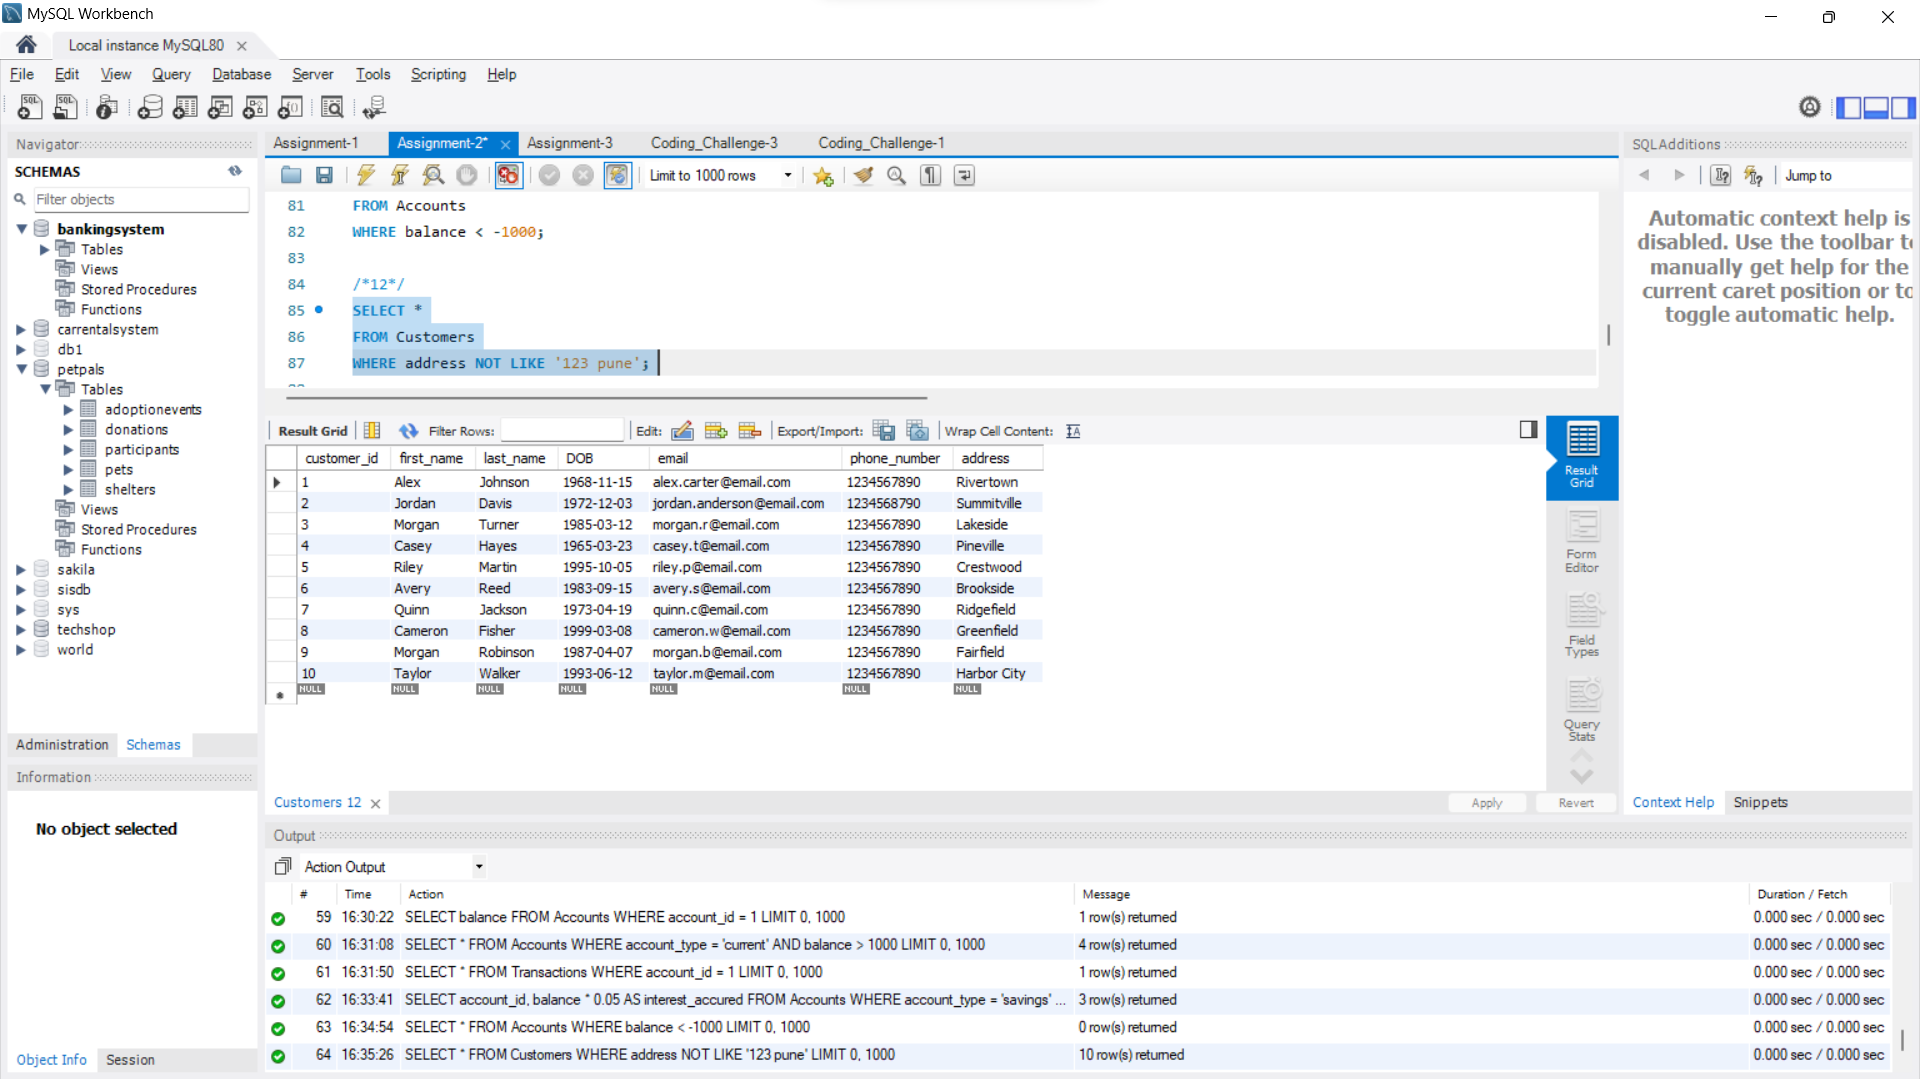 MySQL Workbench
Local instance MySQL80
File Edit View Query Database Server Tools Scripting Help
Navigator
SCHEMAS
Filter objects
bankingsystem
Tables
Views
Stored Procedures
Functions
carrentalsystem
db1
petpals
Tables
adoptionevents
donations
participants
pets
shelters
Views
Stored Procedures
Functions
sakila
sisdb
sys
techshop
world
Administration Schemas
Information
No object selected
Object Info Session
Assignment-1 Assignment-2* Assignment-3 Coding_Challenge-3 Coding_Challenge-1
Limit to 1000 rows
81 FROM Accounts
82 WHERE balance < -1000;
83
84 /*12*/
85 SELECT *
86 FROM Customers
87 WHERE address NOT LIKE '123 pune';
Result Grid Filter Rows: Edit: Export/Import: Wrap Cell Content:
customer_id first_name last_name DOB email phone_number address
1 Alex Johnson 1968-11-15 alex.carter@email.com 1234567890 Rivertown
2 Jordan Davis 1972-12-03 jordan.anderson@email.com 1234568790 Summitville
3 Morgan Turner 1985-03-12 morgan.r@email.com 1234567890 Lakeside
4 Casey Hayes 1965-03-23 casey.t@email.com 1234567890 Pineville
5 Riley Martin 1995-10-05 riley.p@email.com 1234567890 Crestwood
6 Avery Reed 1983-09-15 avery.s@email.com 1234567890 Brookside
7 Quinn Jackson 1973-04-19 quinn.c@email.com 1234567890 Ridgefield
8 Cameron Fisher 1999-03-08 cameron.w@email.com 1234567890 Greenfield
9 Morgan Robinson 1987-04-07 morgan.b@email.com 1234567890 Fairfield
10 Taylor Walker 1993-06-12 taylor.m@email.com 1234567890 Harbor City
NULL NULL NULL NULL NULL NULL NULL
Result
Grid
Form
Editor
Field
Types
Query
Stats
Customers 12
Apply Revert
SQLAdditions
Jump to
Automatic context help is
disabled. Use the toolbar to
manually get help for the
current caret position or to
toggle automatic help.
Context Help Snippets
Output
Action Output
# Time Action Message Duration / Fetch
59 16:30:22 SELECT balance FROM Accounts WHERE account_id = 1 LIMIT 0, 1000 1 row(s) returned 0.000 sec / 0.000 sec
60 16:31:08 SELECT * FROM Accounts WHERE account_type = 'current' AND balance > 1000 LIMIT 0, 1000 4 row(s) returned 0.000 sec / 0.000 sec
61 16:31:50 SELECT * FROM Transactions WHERE account_id = 1 LIMIT 0, 1000 1 row(s) returned 0.000 sec / 0.000 sec
62 16:33:41 SELECT account_id, balance * 0.05 AS interest_accured FROM Accounts WHERE account_type = 'savings' ... 3 row(s) returned 0.000 sec / 0.000 sec
63 16:34:54 SELECT * FROM Accounts WHERE balance < -1000 LIMIT 0, 1000 0 row(s) returned 0.000 sec / 0.000 sec
64 16:35:26 SELECT * FROM Customers WHERE address NOT LIKE '123 pune' LIMIT 0, 1000 10 row(s) returned 0.000 sec / 0.000 sec